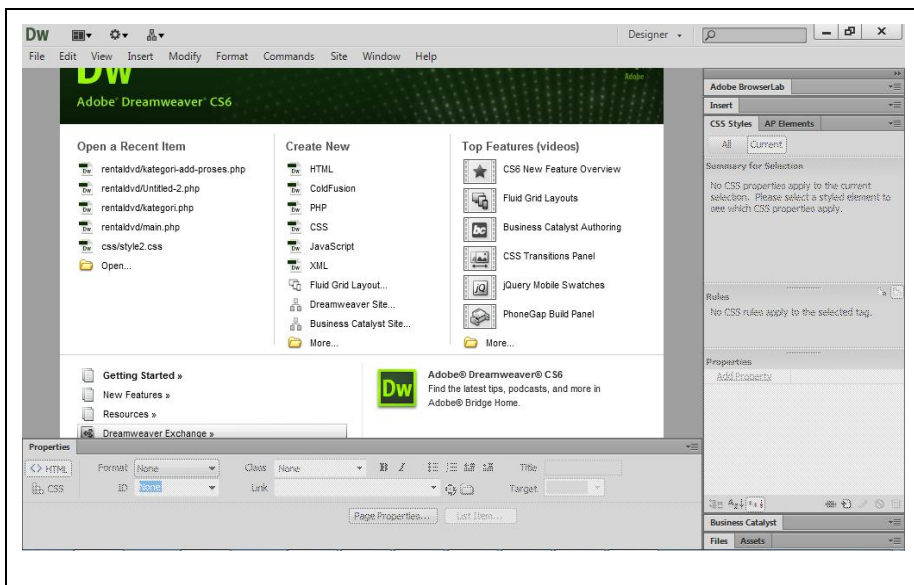 Dw
Designer
File Edit View Insert Modify Format Commands Site Window Help
DW
Adobe
Adobe® Dreamweaver® CS6
Open a Recent Item
rentaldvd/kategori-add-proses.php
rentaldvd/Untitled-2.php
rentaldvd/kategori.php
rentaldvd/main.php
css/style2.css
Open...
Create New
HTML
ColdFusion
PHP
CSS
JavaScript
XML
Fluid Grid Layout...
Dreamweaver Site...
Business Catalyst Site...
More...
Top Features (videos)
CS6 New Feature Overview
Fluid Grid Layouts
Business Catalyst Authoring
CSS Transitions Panel
jQuery Mobile Swatches
PhoneGap Build Panel
More...
Getting Started »
New Features »
Resources »
Dreamweaver Exchange »
Dw
Adobe® Dreamweaver® CS6
Find the latest tips, podcasts, and more in
Adobe® Bridge Home.
Adobe BrowserLab
Insert
CSS Styles AP Elements
All Current
Summary for Selection
No CSS properties apply to the current
selection. Please select a styled element to
see which CSS properties apply.
Rules
No CSS rules apply to the selected tag.
Properties
Add Property
Business Catalyst
Files Assets
Properties
<> HTML Format None Class None B I Title
CSS ID None Link Target
Page Properties... List Item...